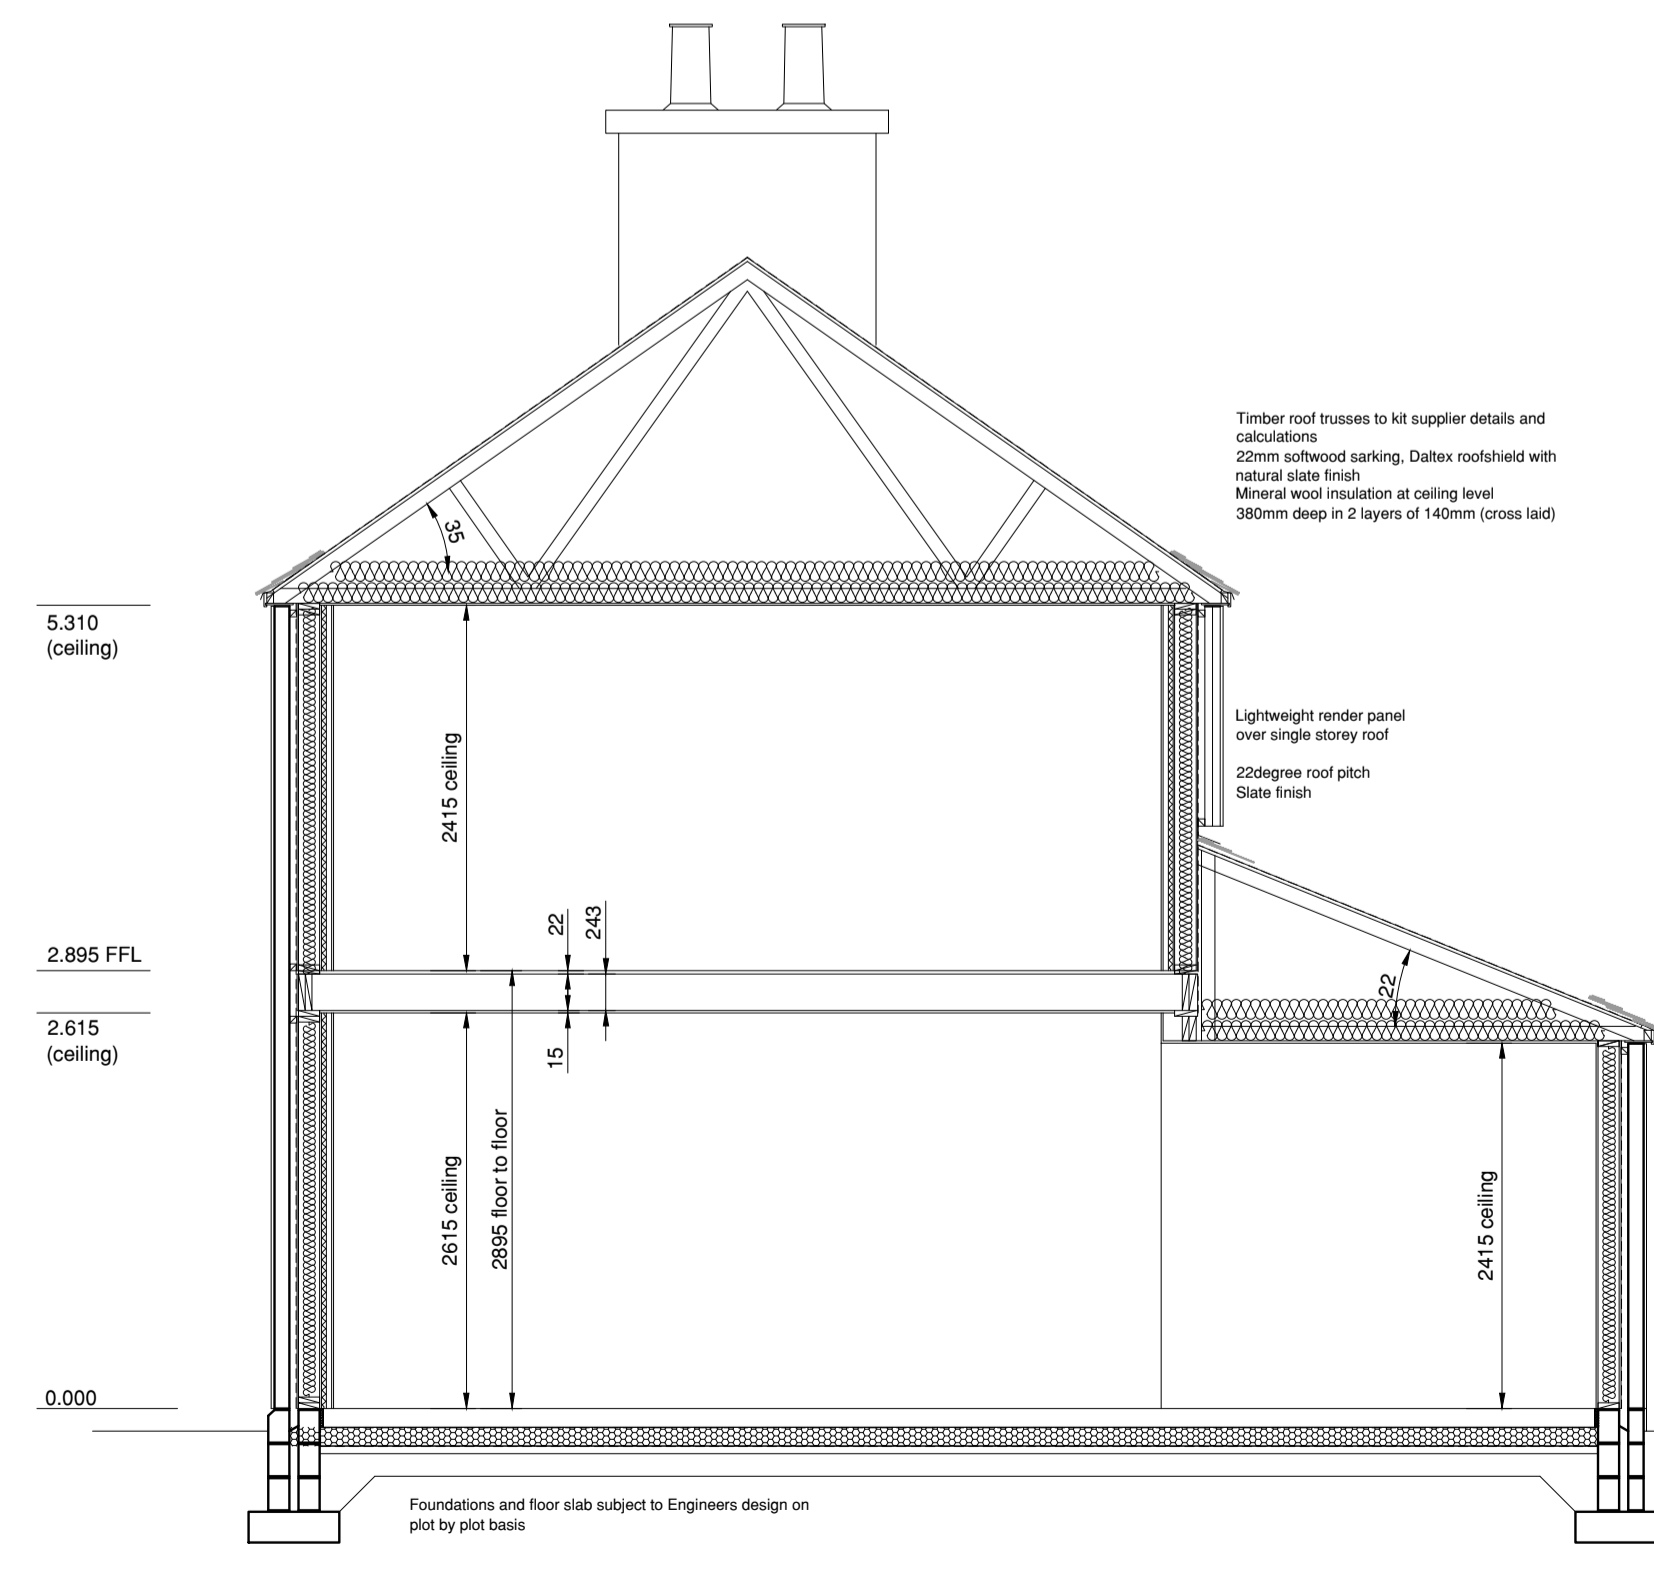 Timber roof trusses to kit supplier details and
calculations
22mm softwood sarking, Daltex roofshield with
natural slate finish
Mineral wool insulation at ceiling level
380mm deep in 2 layers of 140mm (cross laid)
35
5.310
(ceiling)
2415 ceiling
Lightweight render panel
over single storey roof
22degree roof pitch
Slate finish
22
243
2.895 FFL
2.615
(ceiling)
15
22
2615 ceiling
2895 floor to floor
2415 ceiling
0.000
Foundations and floor slab subject to Engineers design on
plot by plot basis